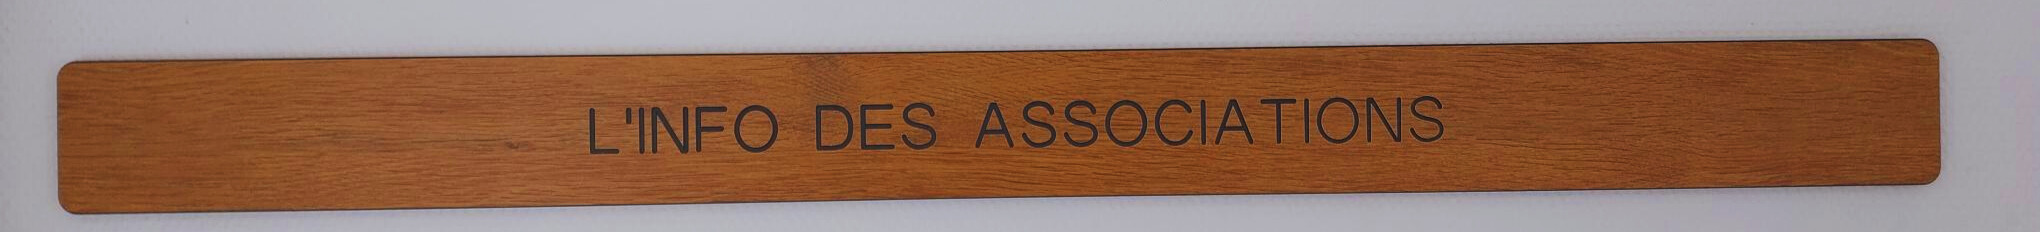 L'INFO DES ASSOCIATIONS